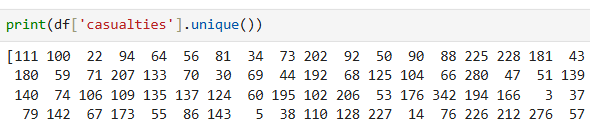 print(df['casualties'].unique())
[111 100 22 94 64 56 81 34 73 202 92 50 90 88 225 228 181 43
180 59 71 207 133 70 30 69 44 192 68 125 104 66 280 47 51 139
140 74 106 109 135 137 124 60 195 102 206 53 176 342 194 166 3 37
79 142 67 173 55 86 143 5 38 110 128 227 14 76 226 212 276 57